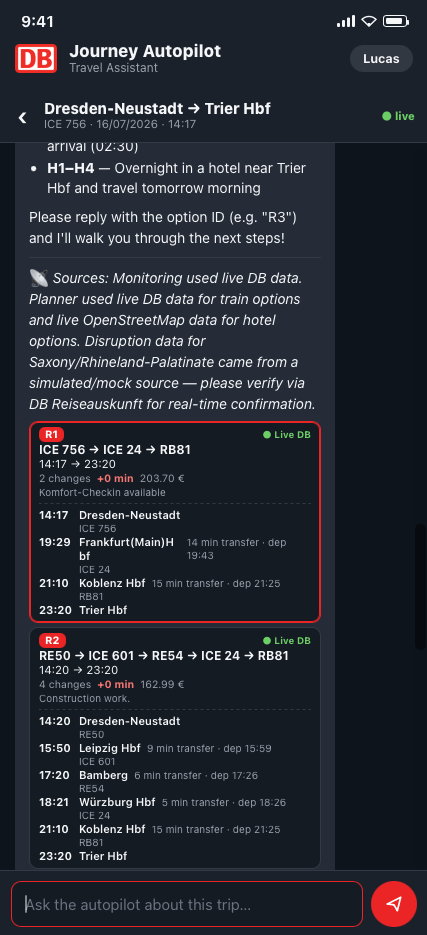 9:41
DB
Journey Autopilot
Travel Assistant
Lucas
Dresden-Neustadt → Trier Hbf
ICE 756 · 16/07/2026 · 14:17
live
arrival (02:30)
• H1–H4 — Overnight in a hotel near Trier
Hbf and travel tomorrow morning
Please reply with the option ID (e.g. "R3")
and I'll walk you through the next steps!
📡 Sources: Monitoring used live DB data.
Planner used live DB data for train options
and live OpenStreetMap data for hotel
options. Disruption data for
Saxony/Rhineland-Palatinate came from a
simulated/mock source — please verify via
DB Reiseauskunft for real-time confirmation.
R1 Live DB
ICE 756 → ICE 24 → RB81
14:17 → 23:20
2 changes +0 min 203.70 €
Komfort-Checkin available
14:17 Dresden-Neustadt
ICE 756
19:29 Frankfurt(Main)H 14 min transfer · dep
bf 19:43
ICE 24
21:10 Koblenz Hbf 15 min transfer · dep 21:25
RB81
23:20 Trier Hbf
R2 Live DB
RE50 → ICE 601 → RE54 → ICE 24 → RB81
14:20 → 23:20
4 changes +0 min 162.99 €
Construction work.
14:20 Dresden-Neustadt
RE50
15:50 Leipzig Hbf 9 min transfer · dep 15:59
ICE 601
17:20 Bamberg 6 min transfer · dep 17:26
RE54
18:21 Würzburg Hbf 5 min transfer · dep 18:26
ICE 24
21:10 Koblenz Hbf 15 min transfer · dep 21:25
RB81
23:20 Trier Hbf
Ask the autopilot about this trip...